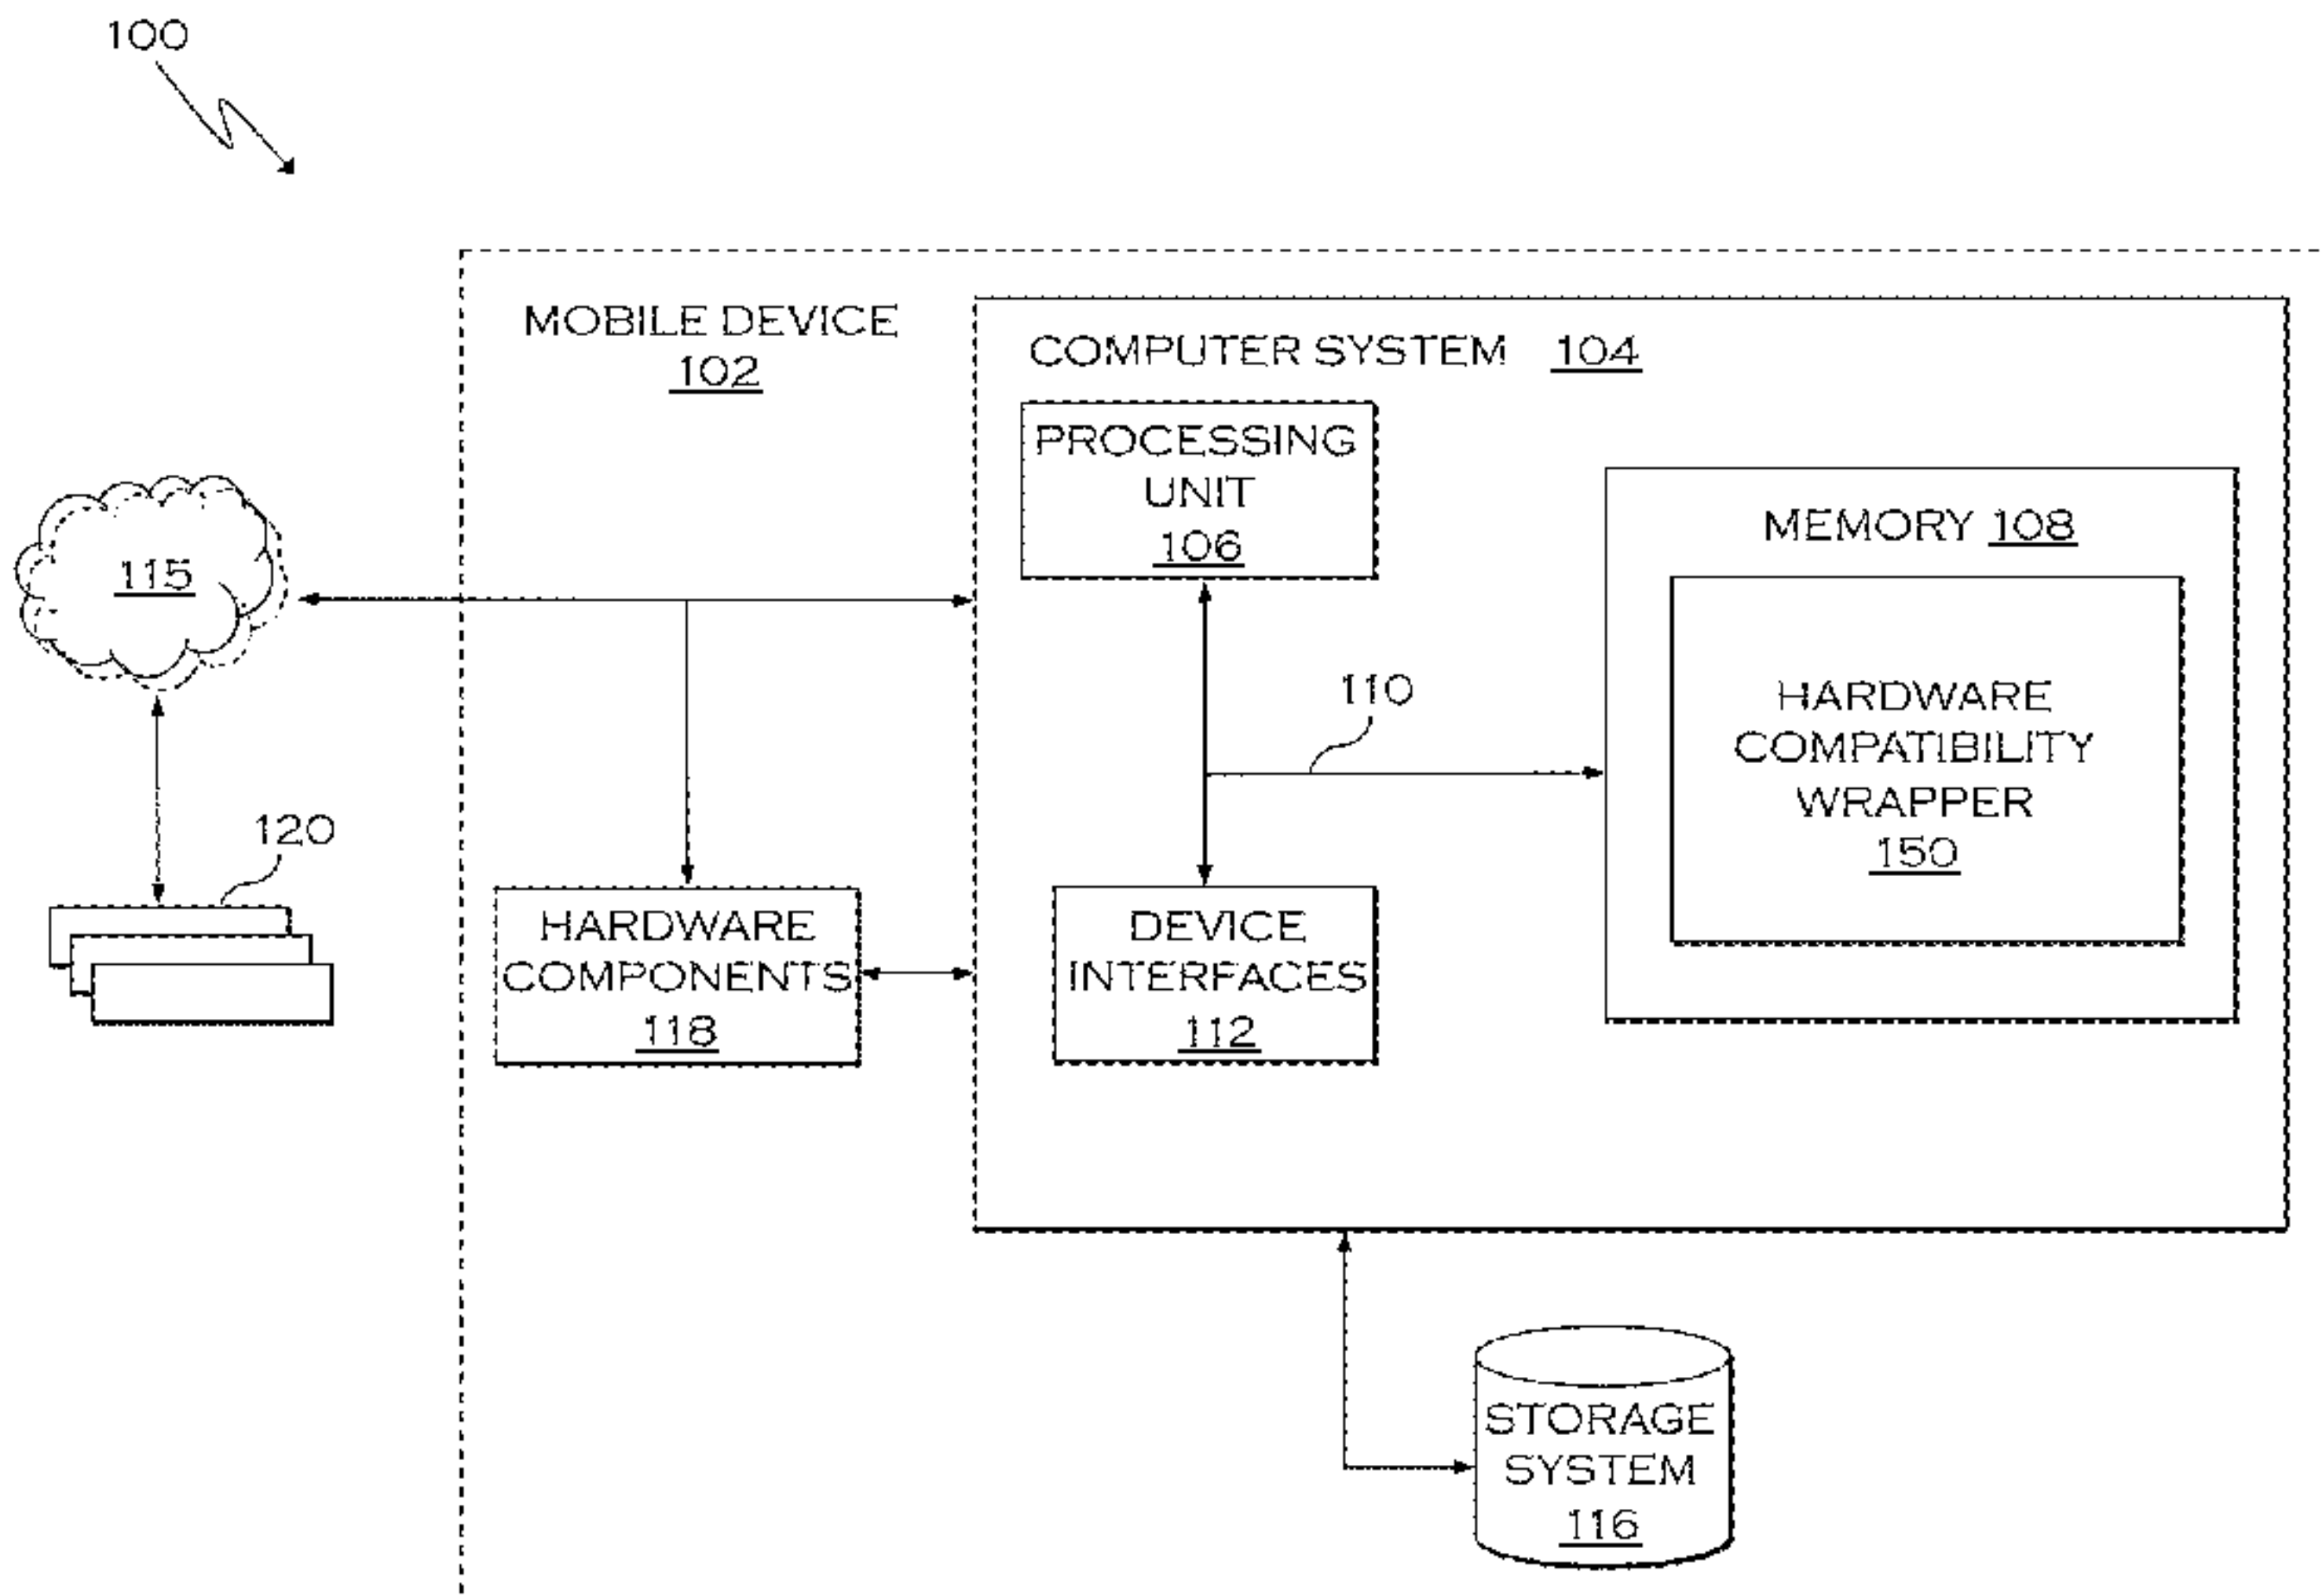 100
MOBILE DEVICE
102
COMPUTER SYSTEM 104
PROCESSING
UNIT
106
MEMORY 108
115
110
HARDWARE
COMPATIBILITY
WRAPPER
150
120
HARDWARE
COMPONENTS
118
DEVICE
INTERFACES
112
STORAGE
SYSTEM
116